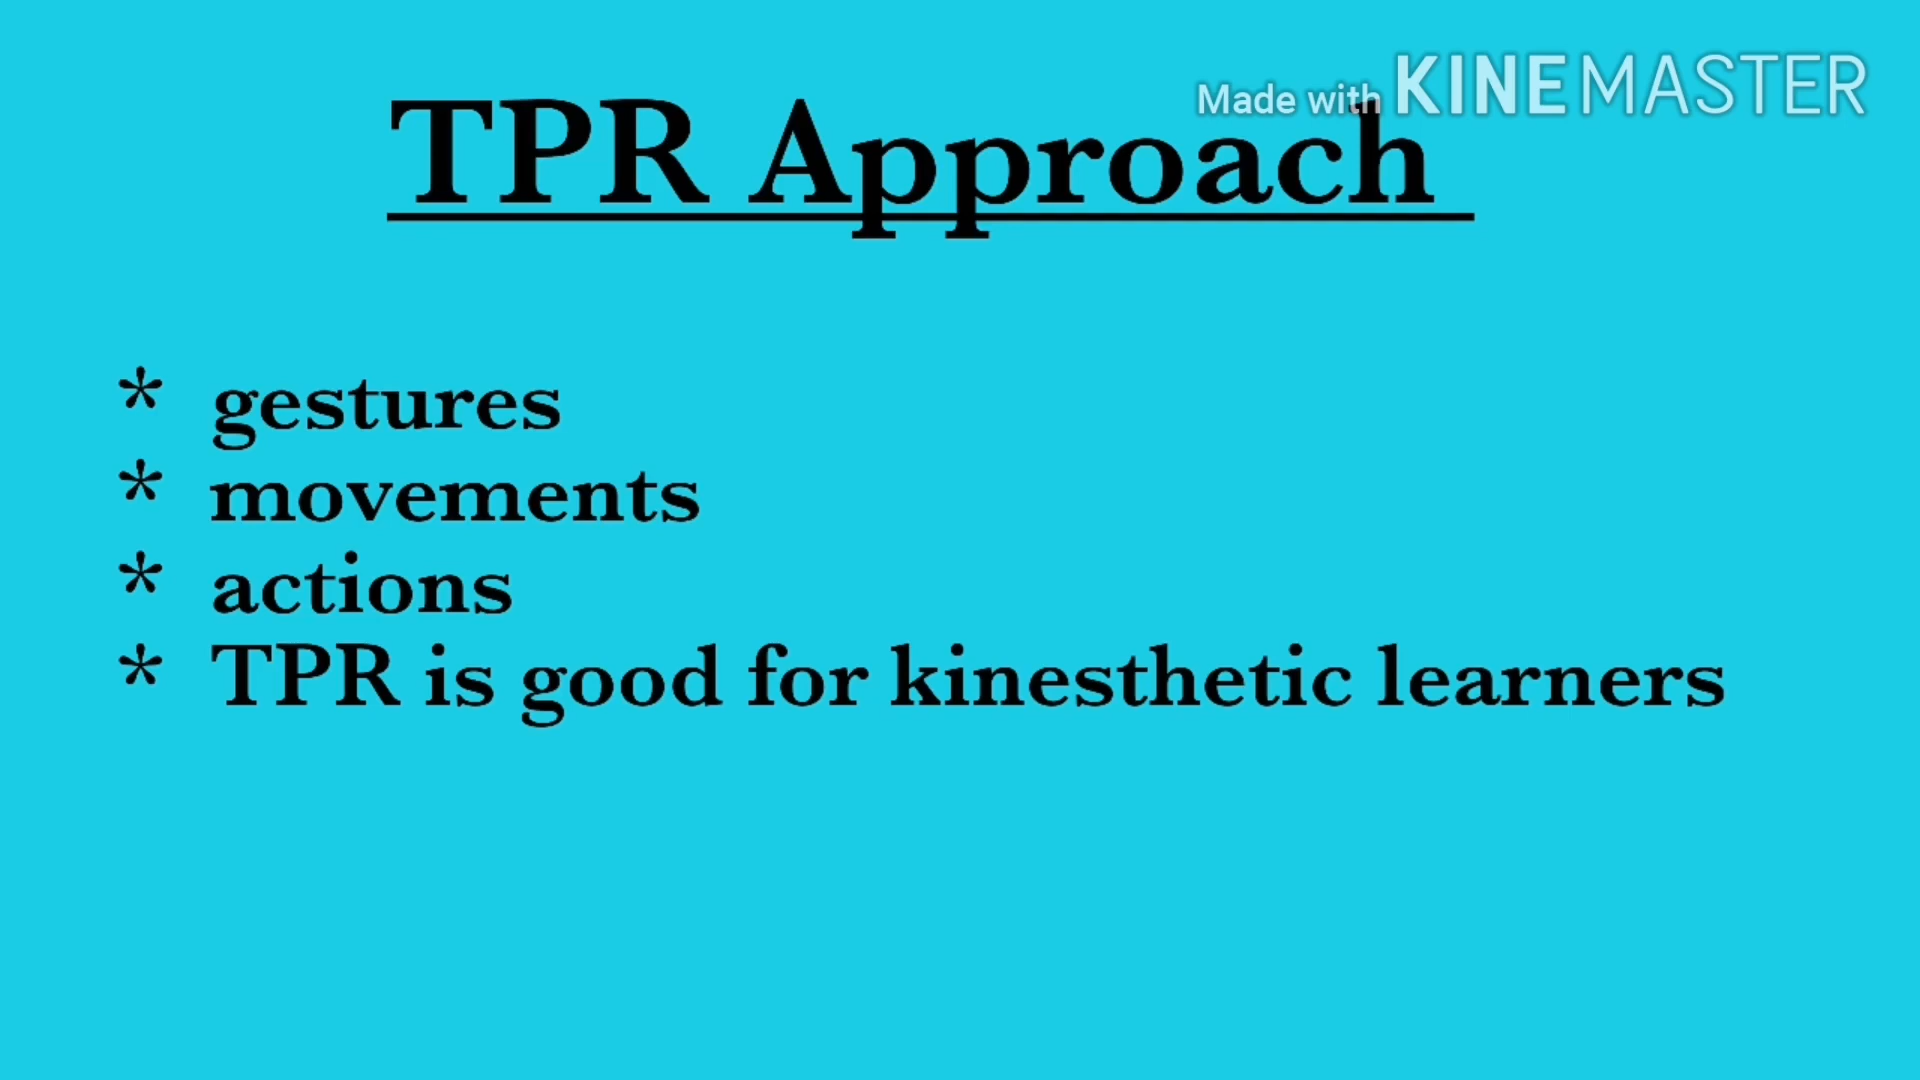 Made with KINEMASTER
TPR Approach
* gestures
* movements
* actions
* TPR is good for kinesthetic learners